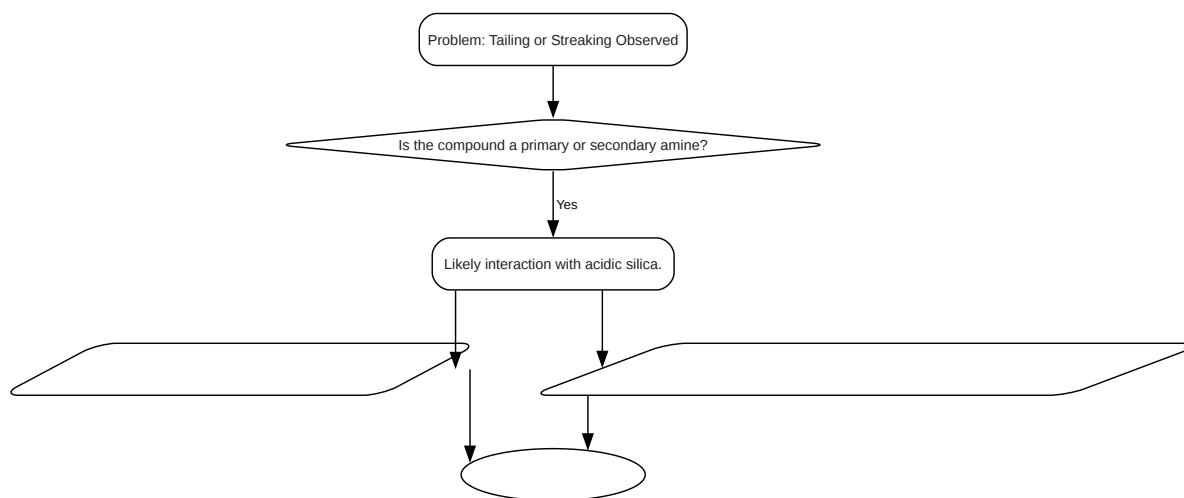 Problem: Tailing or Streaking Observed
Is the compound a primary or secondary amine?
Yes
Likely interaction with acidic silica.